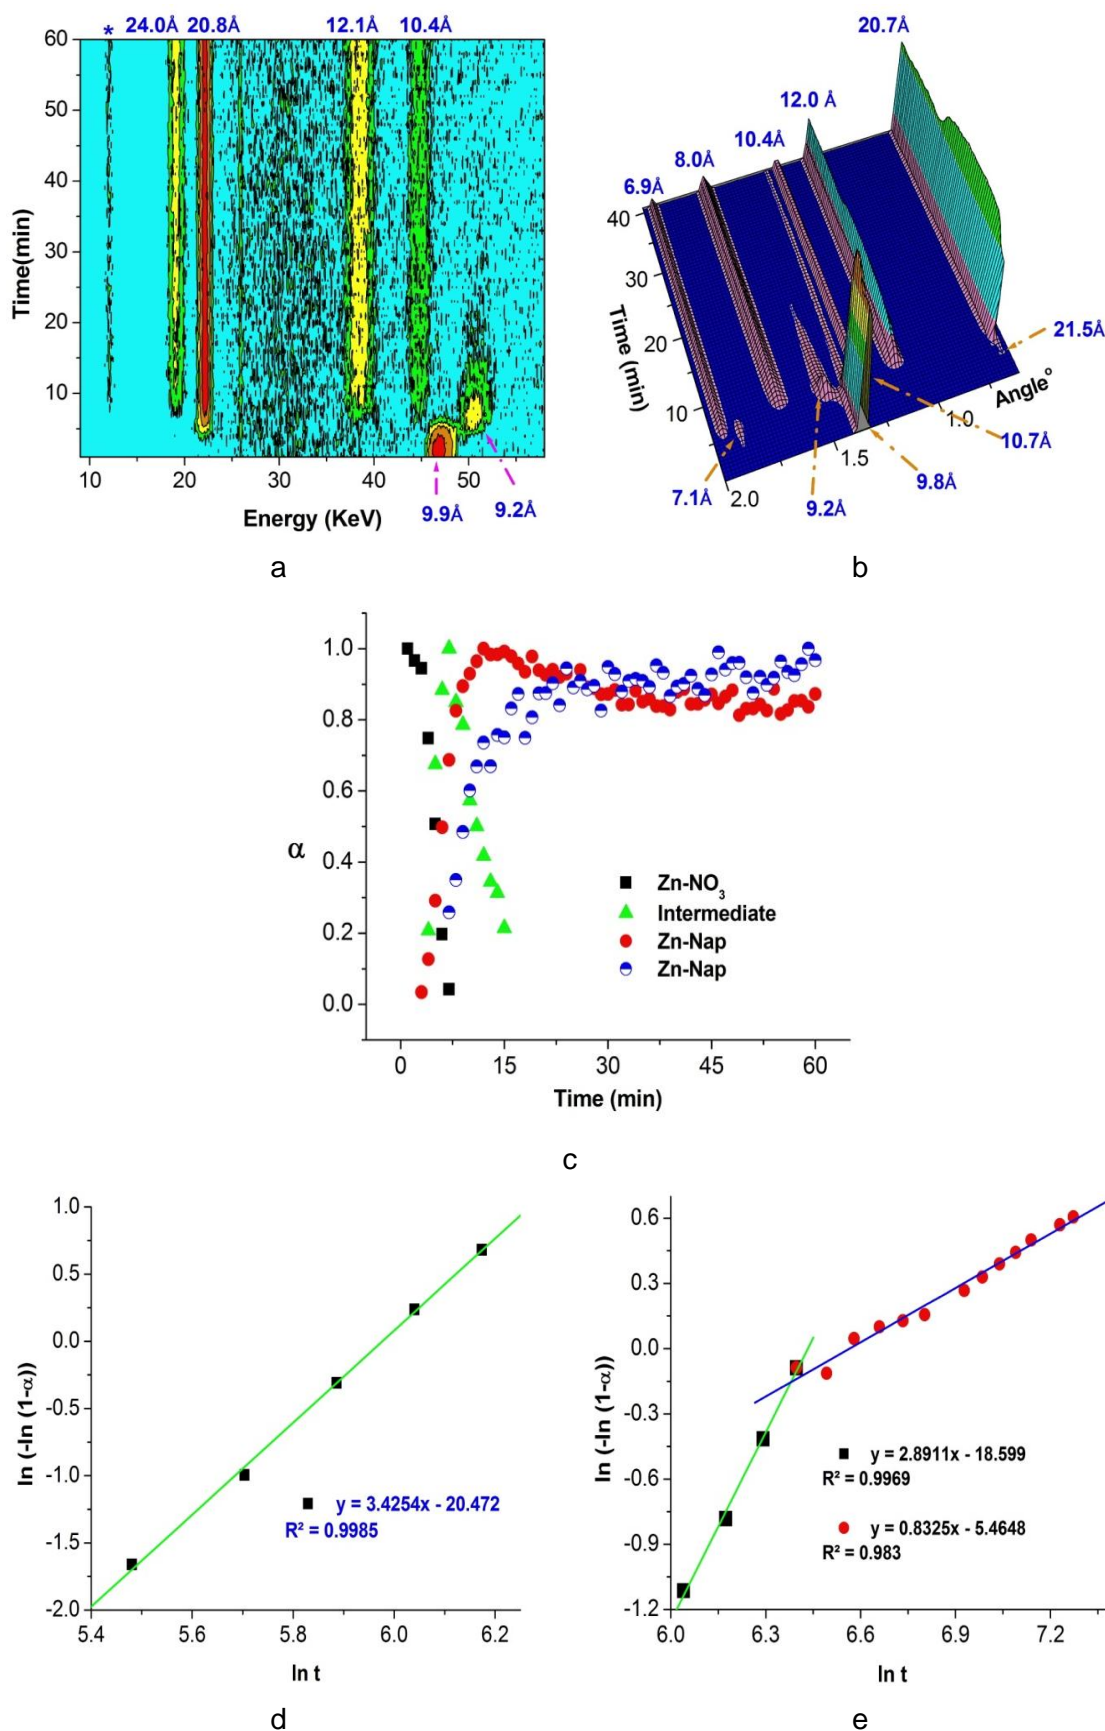 * 24.0Å 20.8Å 12.1Å 10.4Å
60
50
40
30
20
10
Time(min)
10 20 30 40 50
Energy (KeV)
9.9Å 9.2Å
a
20.7Å
12.0 Å
10.4Å
8.0Å
6.9Å
40
30
20
10
Time (min)
21.5Å
Angle°
1.0
10.7Å
1.5
9.8Å
7.1Å
2.0
9.2Å
b
1.0
0.8
0.6
0.4
0.2
0.0
α
Zn-NO₃
Intermediate
Zn-Nap
Zn-Nap
0 15 30 45 60
Time (min)
c
1.0
0.5
0.0
-0.5
-1.0
-1.5
-2.0
ln (-ln (1-α))
y = 3.4254x - 20.472
R² = 0.9985
5.4 5.6 5.8 6.0 6.2
ln t
d
0.6
0.3
0.0
-0.3
-0.6
-0.9
-1.2
ln (-ln (1-α))
y = 2.8911x - 18.599
R² = 0.9969
y = 0.8325x - 5.4648
R² = 0.983
6.0 6.3 6.6 6.9 7.2
ln t
e